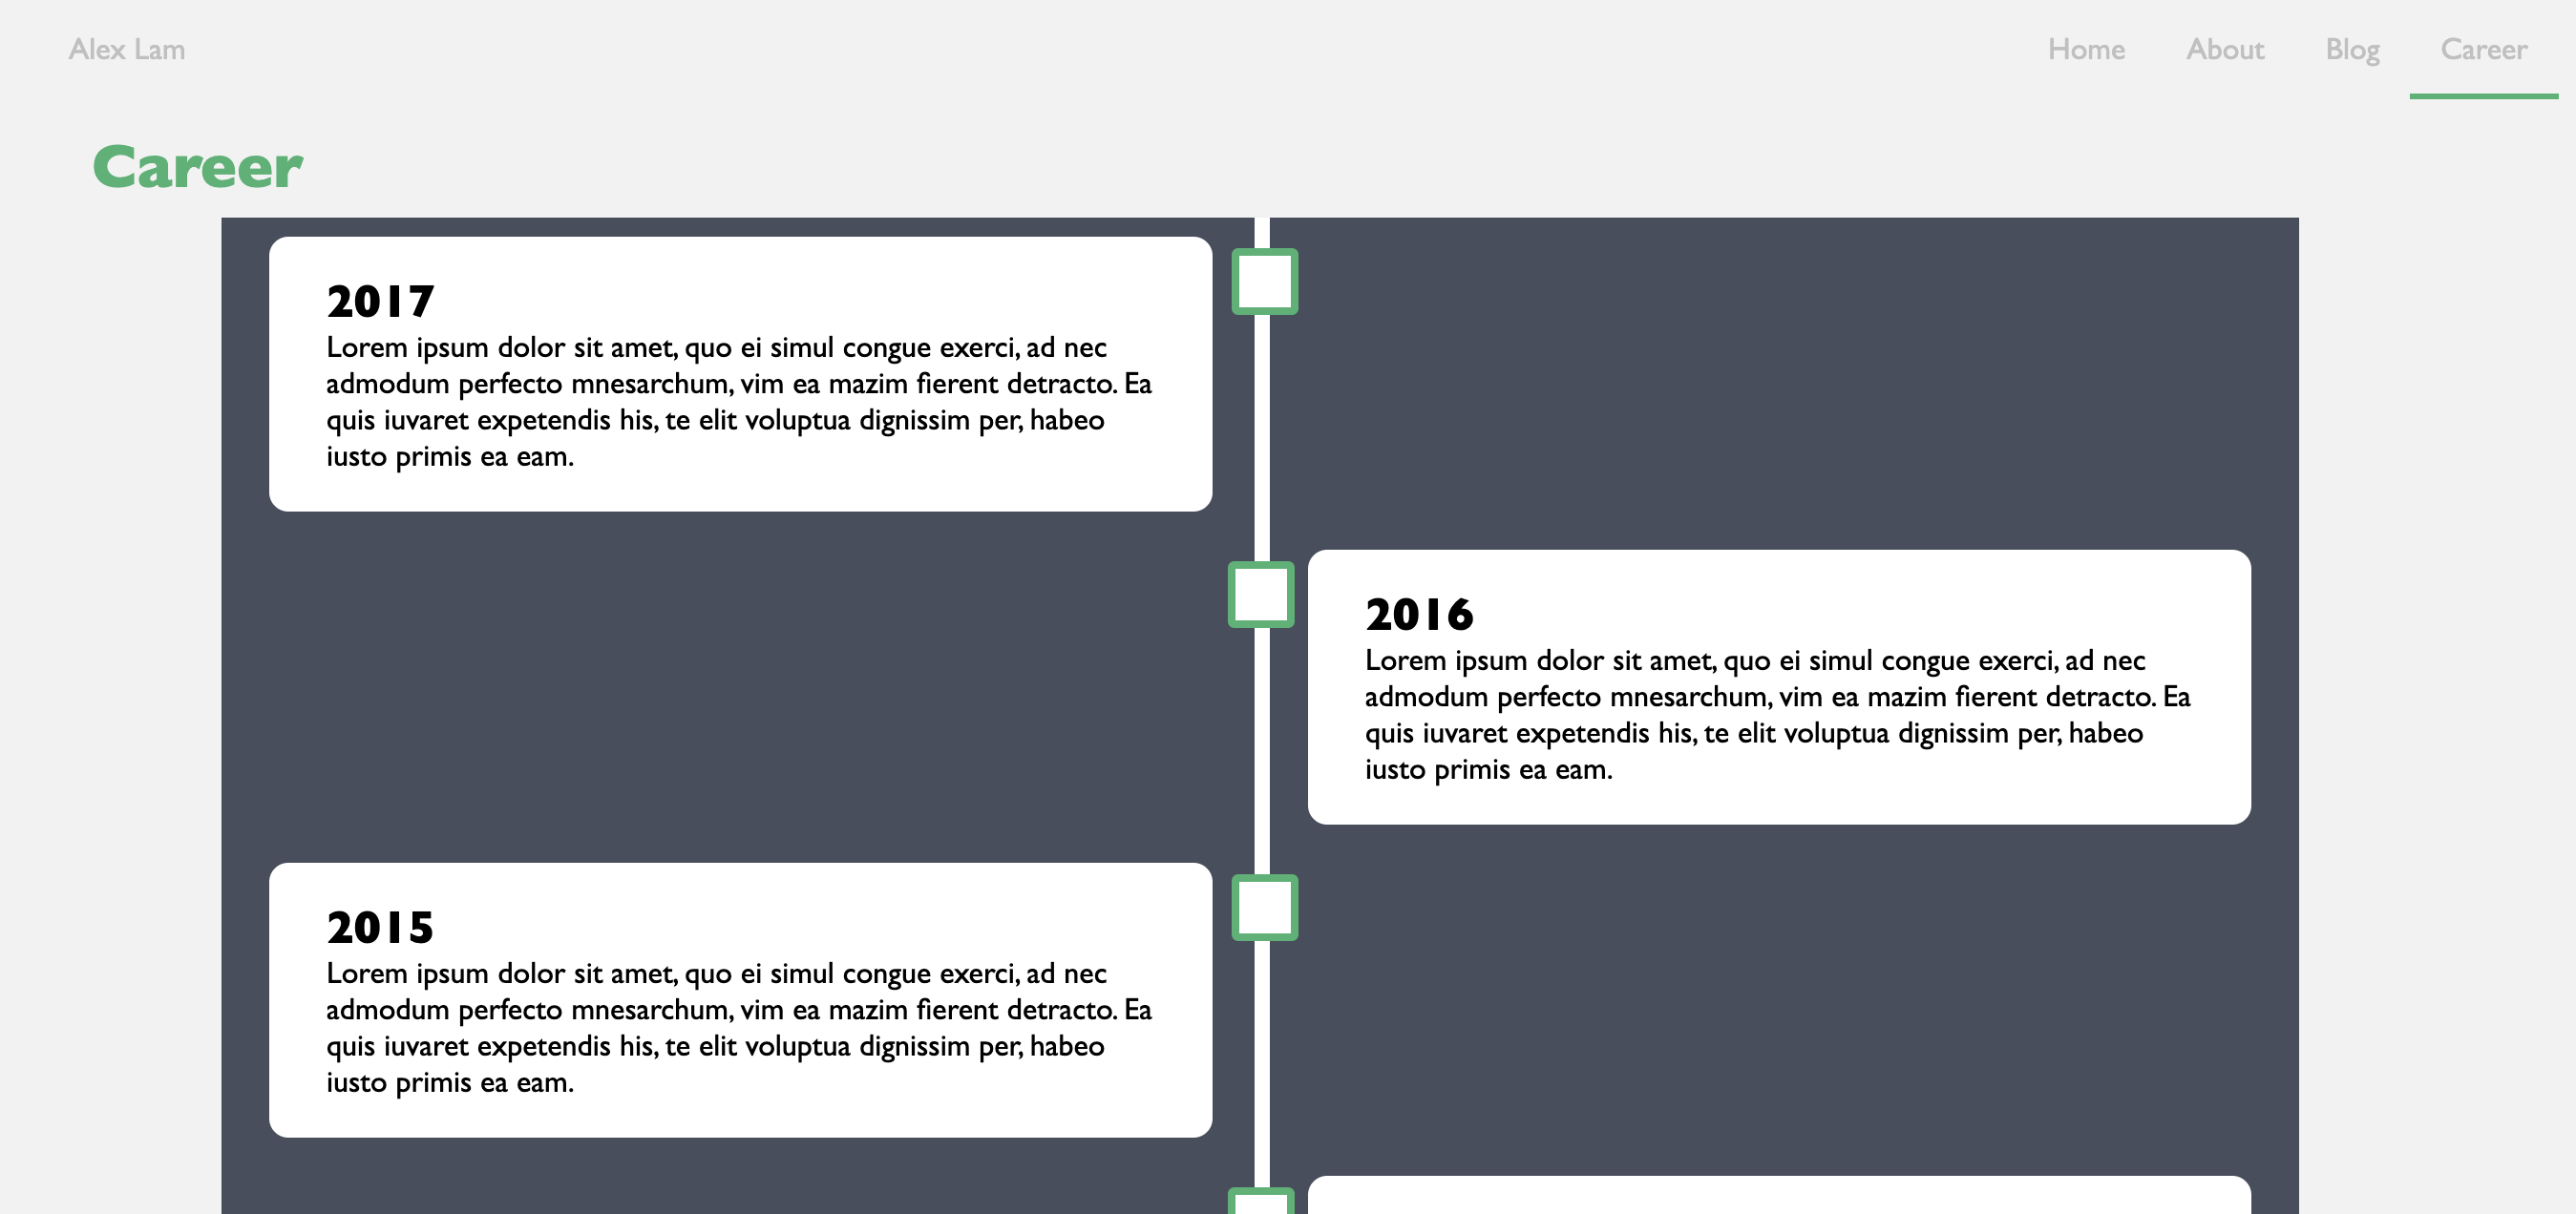 Alex Lam
Home About Blog Career
Career
2017
Lorem ipsum dolor sit amet, quo ei simul congue exerci, ad nec
admodum perfecto mnesarchum, vim ea mazim fierent detracto. Ea
quis iuvaret expetendis his, te elit voluptua dignissim per, habeo
iusto primis ea eam.
2016
Lorem ipsum dolor sit amet, quo ei simul congue exerci, ad nec
admodum perfecto mnesarchum, vim ea mazim fierent detracto. Ea
quis iuvaret expetendis his, te elit voluptua dignissim per, habeo
iusto primis ea eam.
2015
Lorem ipsum dolor sit amet, quo ei simul congue exerci, ad nec
admodum perfecto mnesarchum, vim ea mazim fierent detracto. Ea
quis iuvaret expetendis his, te elit voluptua dignissim per, habeo
iusto primis ea eam.